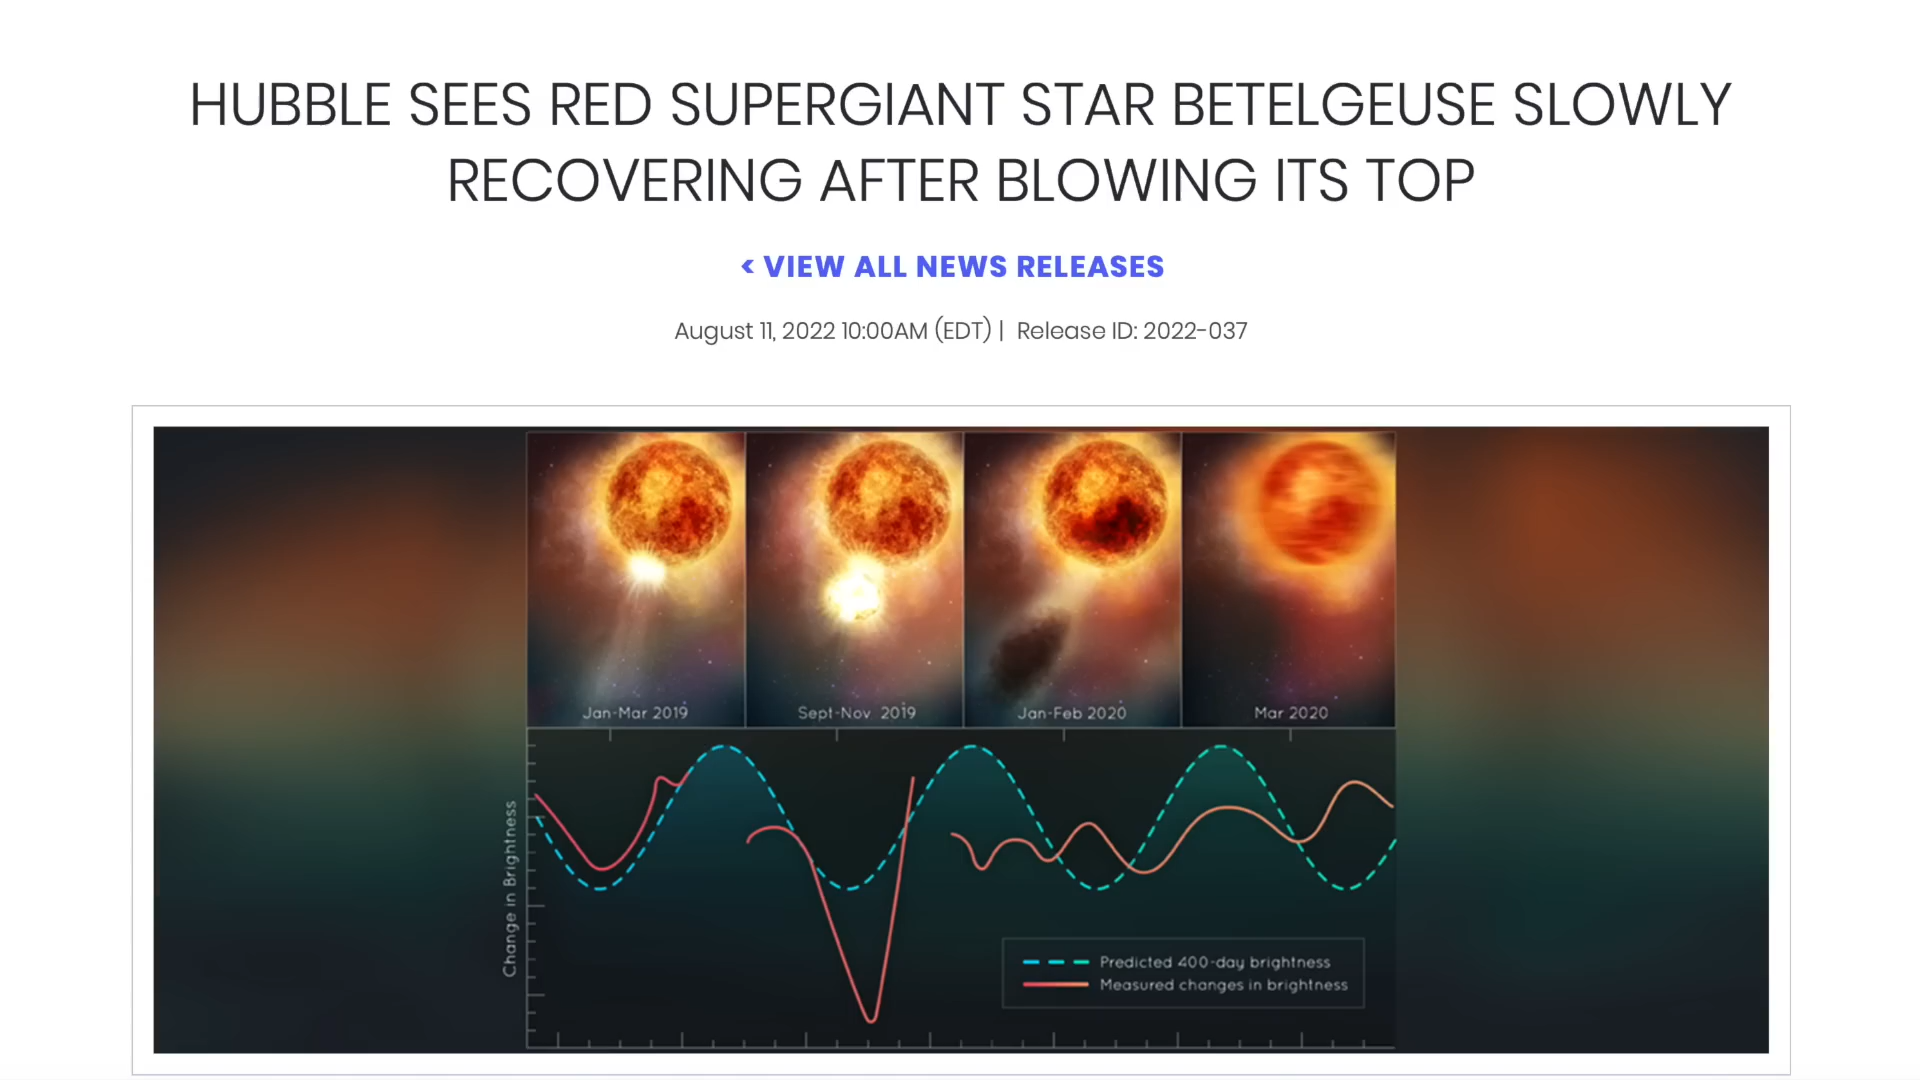 HUBBLE SEES RED SUPERGIANT STAR BETELGEUSE SLOWLY
RECOVERING AFTER BLOWING ITS TOP
< VIEW ALL NEWS RELEASES
August 11, 2022 10:00AM (EDT) | Release ID: 2022-037
Jan-Mar 2019
Sept-Nov 2019
Jan-Feb 2020
Mar 2020
Change in Brightness
Predicted 400-day brightness
Measured changes in brightness